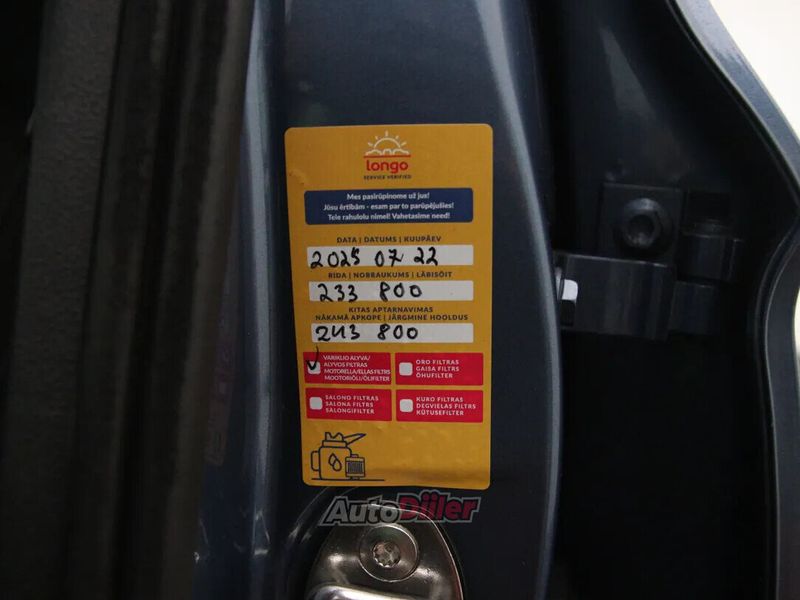 longo
SERVICE VERIFIED
Mes pasirūpinome už jus!
Jūsu ērtībām - esam par to parūpējušies!
Teie rahulolu nimel! Vahetasime need!
DATA | DATUMS | KUUPÄEV
2025 07 22
RIDA | NOBRAUKUMS | LÄBISÕIT
233 800
KITAS APTARNAVIMAS
NĀKAMĀ APKOPE | JÄRGMINE HOOLDUS
243 800
VARIKLIO ALYVA/
ALYVOS FILTRAS
MOTOREĻĻA/EĻĻAS FILTRS
MOOTORIÕLI/ÕLIFILTER
ORO FILTRAS
GAISA FILTRS
ÕHUFILTER
SALONO FILTRAS
SALONA FILTRS
SALONGIFILTER
KURO FILTRAS
DEGVIELAS FILTRS
KÜTUSEFILTER
AutoDiiler